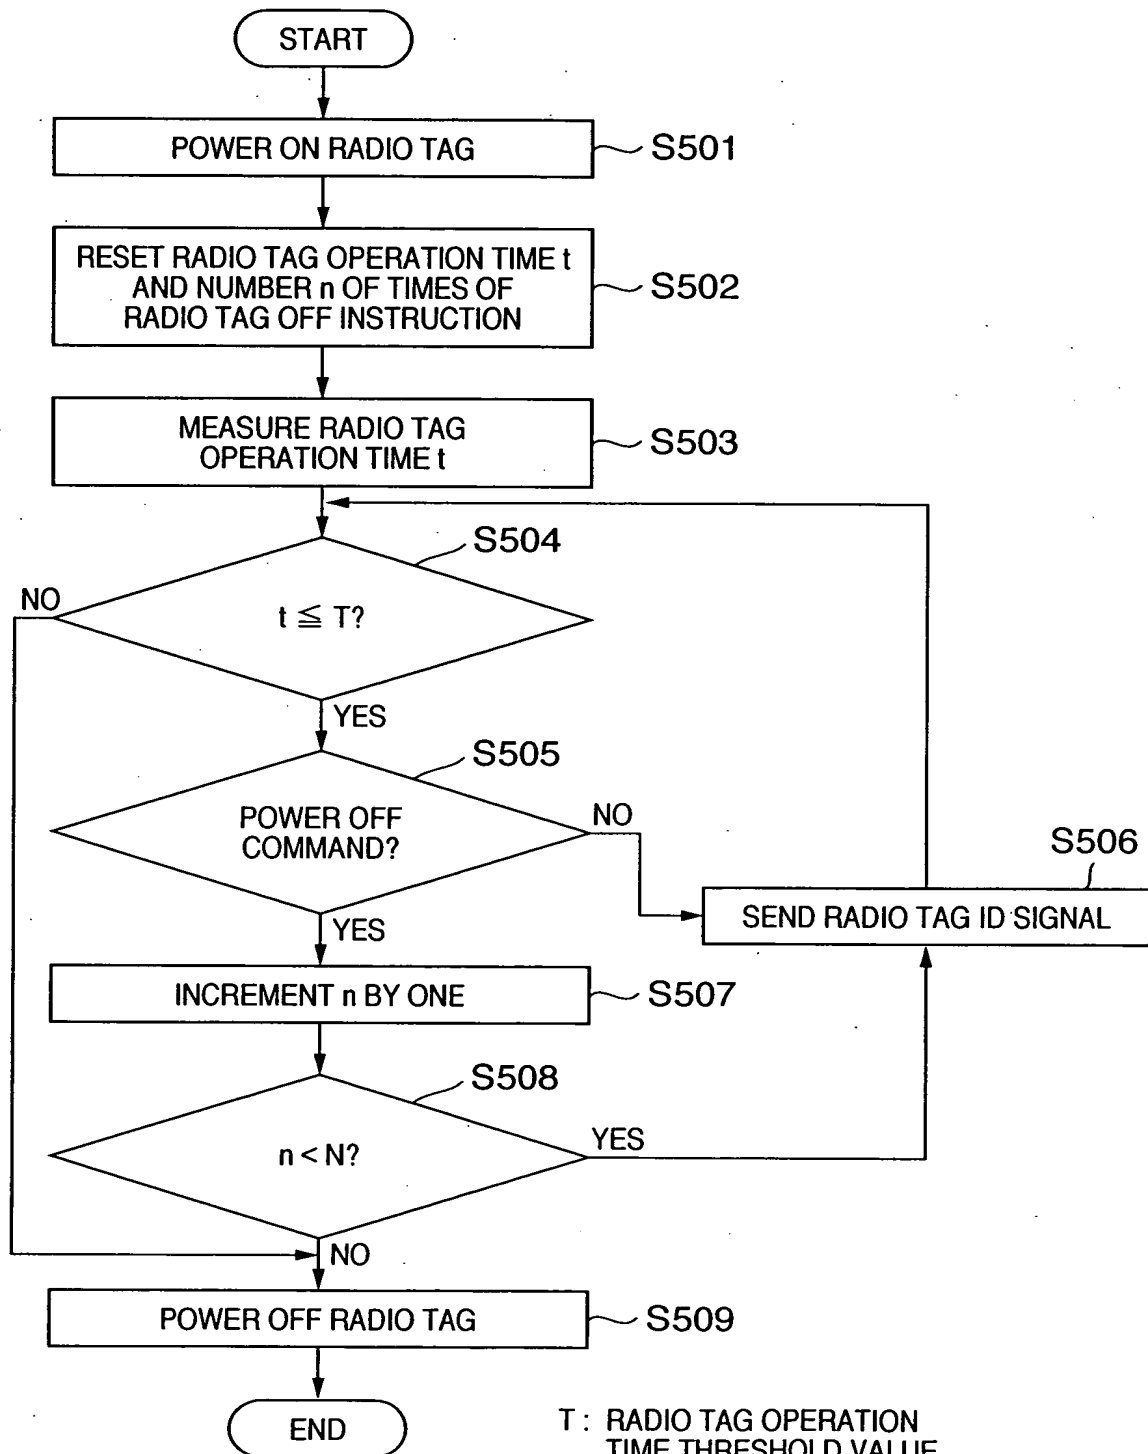 START
POWER ON RADIO TAG
S501
RESET RADIO TAG OPERATION TIME t
AND NUMBER n OF TIMES OF
RADIO TAG OFF INSTRUCTION
S502
MEASURE RADIO TAG
OPERATION TIME t
S503
S504
NO
t ≦ T?
YES
S505
POWER OFF
COMMAND?
NO
S506
SEND RADIO TAG ID SIGNAL
YES
INCREMENT n BY ONE
S507
S508
n < N?
YES
NO
POWER OFF RADIO TAG
S509
END
T : RADIO TAG OPERATION
TIME THRESHOLD VALUE